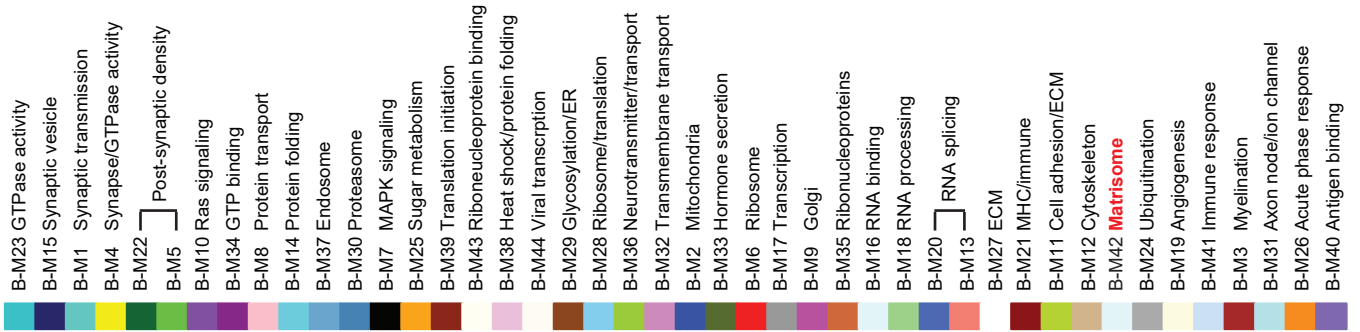 B-M23 GTPase activity
B-M15 Synaptic vesicle
B-M1 Synaptic transmission
B-M4 Synapse/GTPase activity
B-M22
Post-synaptic density
B-M5
B-M10 Ras signaling
B-M34 GTP binding
B-M8 Protein transport
B-M14 Protein folding
B-M37 Endosome
B-M30 Proteasome
B-M7 MAPK signaling
B-M25 Sugar metabolism
B-M39 Translation initiation
B-M43 Riboneucleoprotein binding
B-M38 Heat shock/protein folding
B-M44 Viral transcrption
B-M29 Glycosylation/ER
B-M28 Ribosome/translation
B-M36 Neurotransmitter/transport
B-M32 Transmembrane transport
B-M2 Mitochondria
B-M33 Hormone secretion
B-M6 Ribosome
B-M17 Transcription
B-M9 Golgi
B-M35 Ribonucleoproteins
B-M16 RNA binding
B-M18 RNA processing
B-M20
RNA splicing
B-M13
B-M27 ECM
B-M21 MHC/immune
B-M11 Cell adhesion/ECM
B-M12 Cytoskeleton
B-M42 Matrisome
B-M24 Ubiquitination
B-M19 Angiogenesis
B-M41 Immune response
B-M3 Myelination
B-M31 Axon node/ion channel
B-M26 Acute phase response
B-M40 Antigen binding